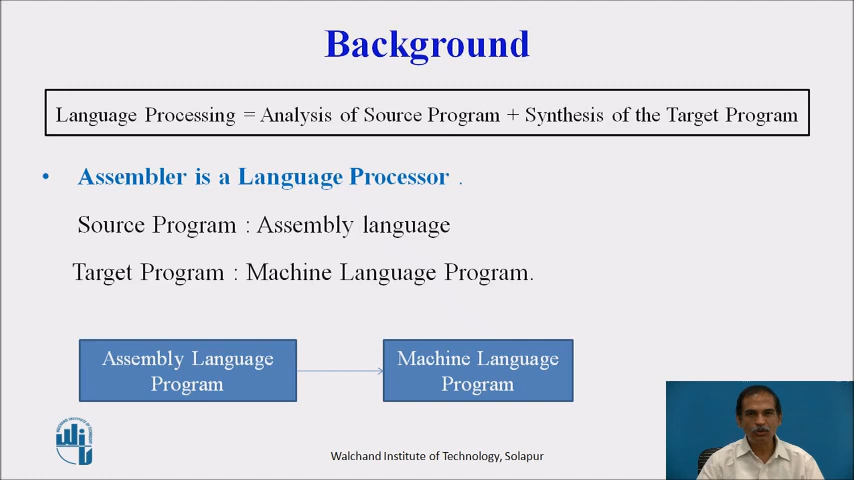 Background
Language Processing = Analysis of Source Program + Synthesis of the Target Program
• Assembler is a Language Processor .
Source Program : Assembly language
Target Program : Machine Language Program.
Assembly Language
Program
Machine Language
Program
Walchand Institute of Technology, Solapur